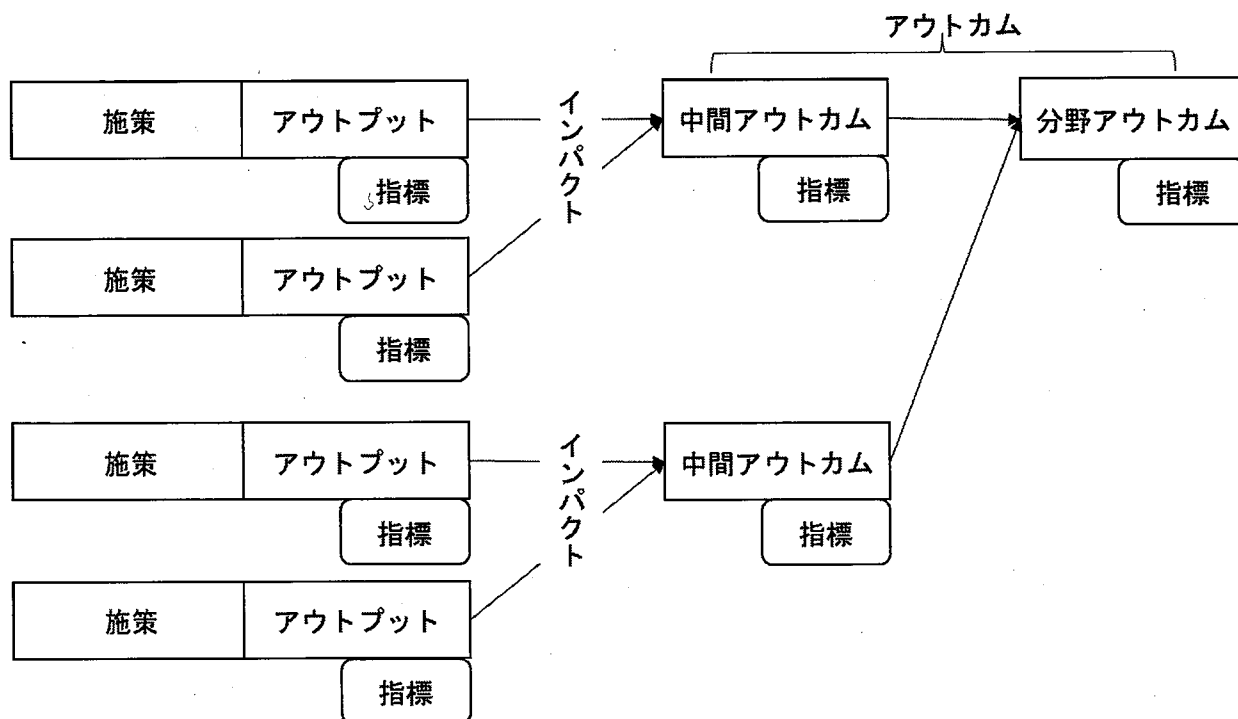 アウトカム
施策 アウトプット インパクト 中間アウトカム 分野アウトカム
指標 指標 指標
施策 アウトプット
指標
施策 アウトプット インパクト 中間アウトカム
指標 指標
施策 アウトプット
指標